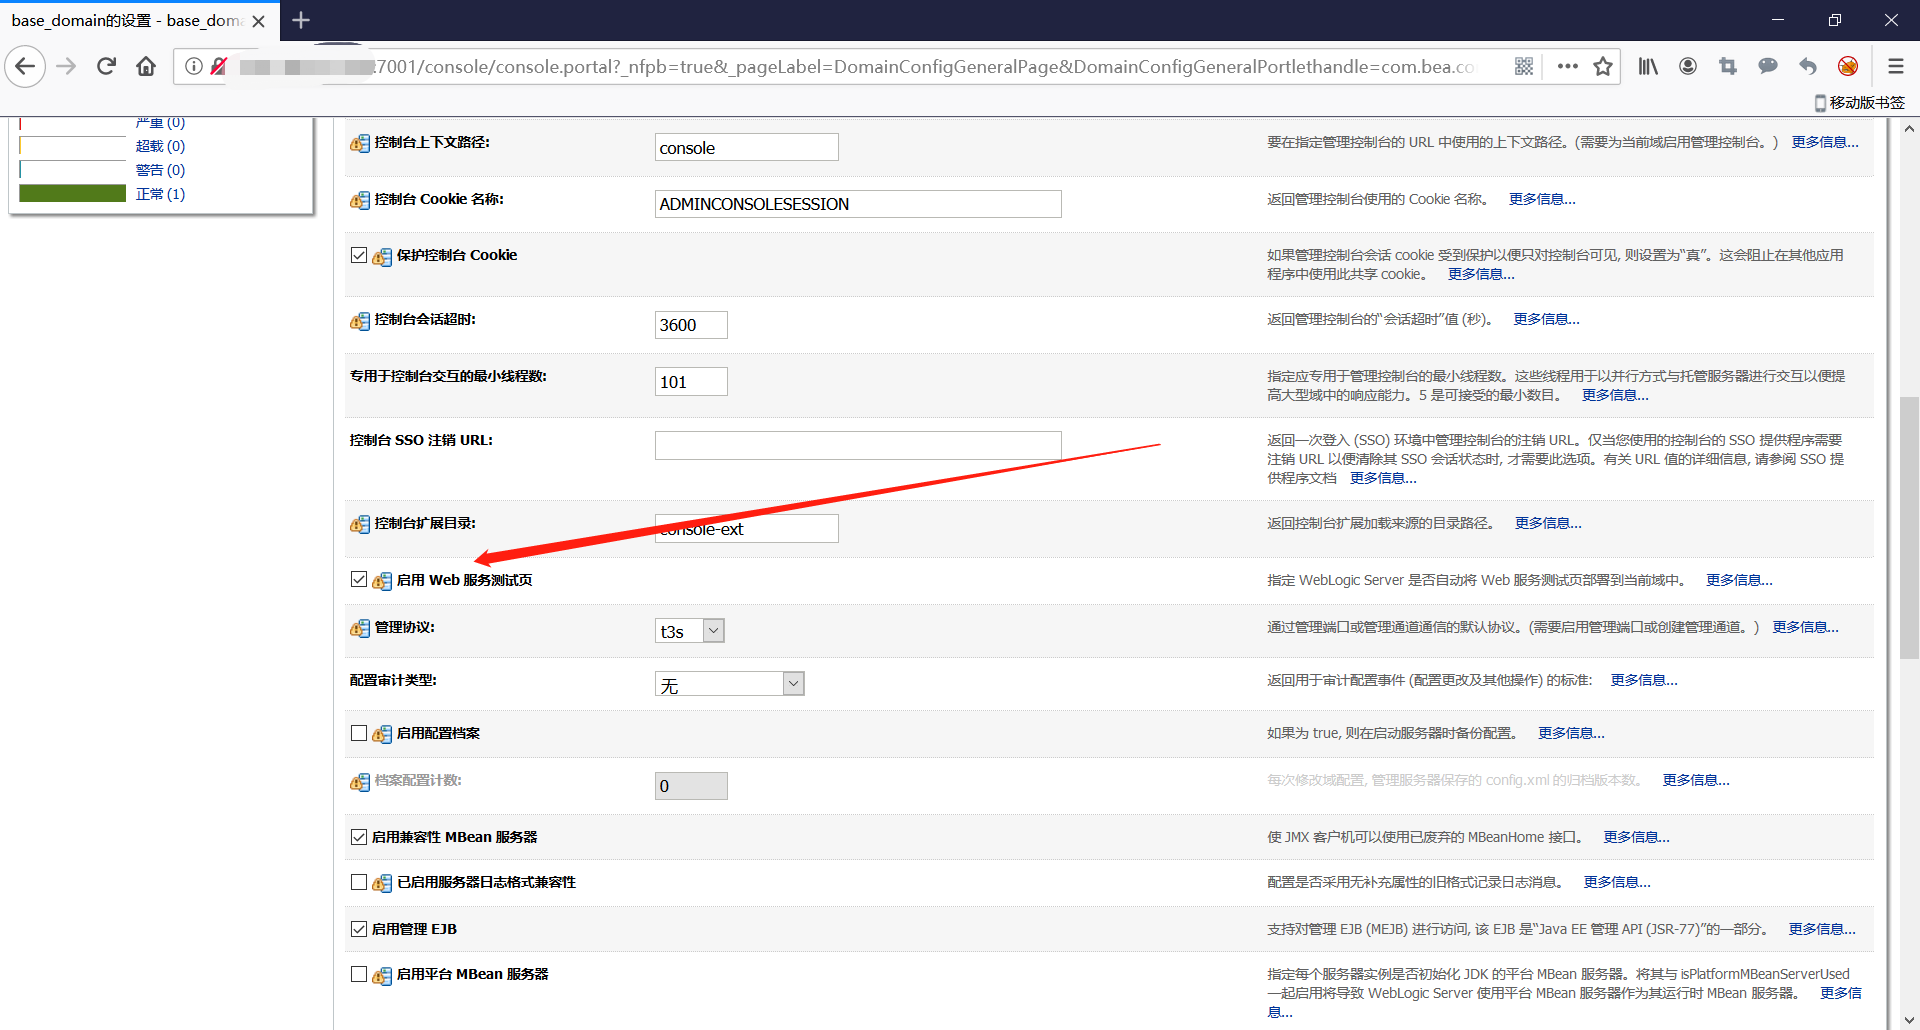 base_domain的设置 - base_doma
:7001/console/console.portal?_nfpb=true&_pageLabel=DomainConfigGeneralPage&DomainConfigGeneralPortlethandle=com.bea.co
移动版书签
严重 (0)
超载 (0)
警告 (0)
正常 (1)
控制台上下文路径:
console
要在指定管理控制台的 URL 中使用的上下文路径。(需要为当前域启用管理控制台。) 更多信息...
控制台 Cookie 名称:
ADMINCONSOLESESSION
返回管理控制台使用的 Cookie 名称。 更多信息...
保护控制台 Cookie
如果管理控制台会话 cookie 受到保护以便只对控制台可见, 则设置为“真”。这会阻止在其他应用
程序中使用此共享 cookie。 更多信息...
控制台会话超时:
3600
返回管理控制台的“会话超时”值 (秒)。 更多信息...
专用于控制台交互的最小线程数:
101
指定应专用于管理控制台的最小线程数。这些线程用于以并行方式与托管服务器进行交互以便提
高大型域中的响应能力。5 是可接受的最小数目。 更多信息...
控制台 SSO 注销 URL:
返回一次登入 (SSO) 环境中管理控制台的注销 URL。仅当您使用的控制台的 SSO 提供程序需要
注销 URL 以便清除其 SSO 会话状态时, 才需要此选项。有关 URL 值的详细信息, 请参阅 SSO 提
供程序文档 更多信息...
控制台扩展目录:
console-ext
返回控制台扩展加载来源的目录路径。 更多信息...
启用 Web 服务测试页
指定 WebLogic Server 是否自动将 Web 服务测试页部署到当前域中。 更多信息...
管理协议:
t3s
通过管理端口或管理通道通信的默认协议。(需要启用管理端口或创建管理通道。) 更多信息...
配置审计类型:
无
返回用于审计配置事件 (配置更改及其他操作) 的标准: 更多信息...
启用配置档案
如果为 true, 则在启动服务器时备份配置。 更多信息...
档案配置计数:
0
每次修改域配置, 管理服务器保存的 config.xml 的归档版本数。 更多信息...
启用兼容性 MBean 服务器
使 JMX 客户机可以使用已废弃的 MBeanHome 接口。 更多信息...
已启用服务器日志格式兼容性
配置是否采用无补充属性的旧格式记录日志消息。 更多信息...
启用管理 EJB
支持对管理 EJB (MEJB) 进行访问, 该 EJB 是“Java EE 管理 API (JSR-77)”的一部分。 更多信息...
启用平台 MBean 服务器
指定每个服务器实例是否初始化 JDK 的平台 MBean 服务器。将其与 isPlatformMBeanServerUsed
一起启用将导致 WebLogic Server 使用平台 MBean 服务器作为其运行时 MBean 服务器。 更多信
息...